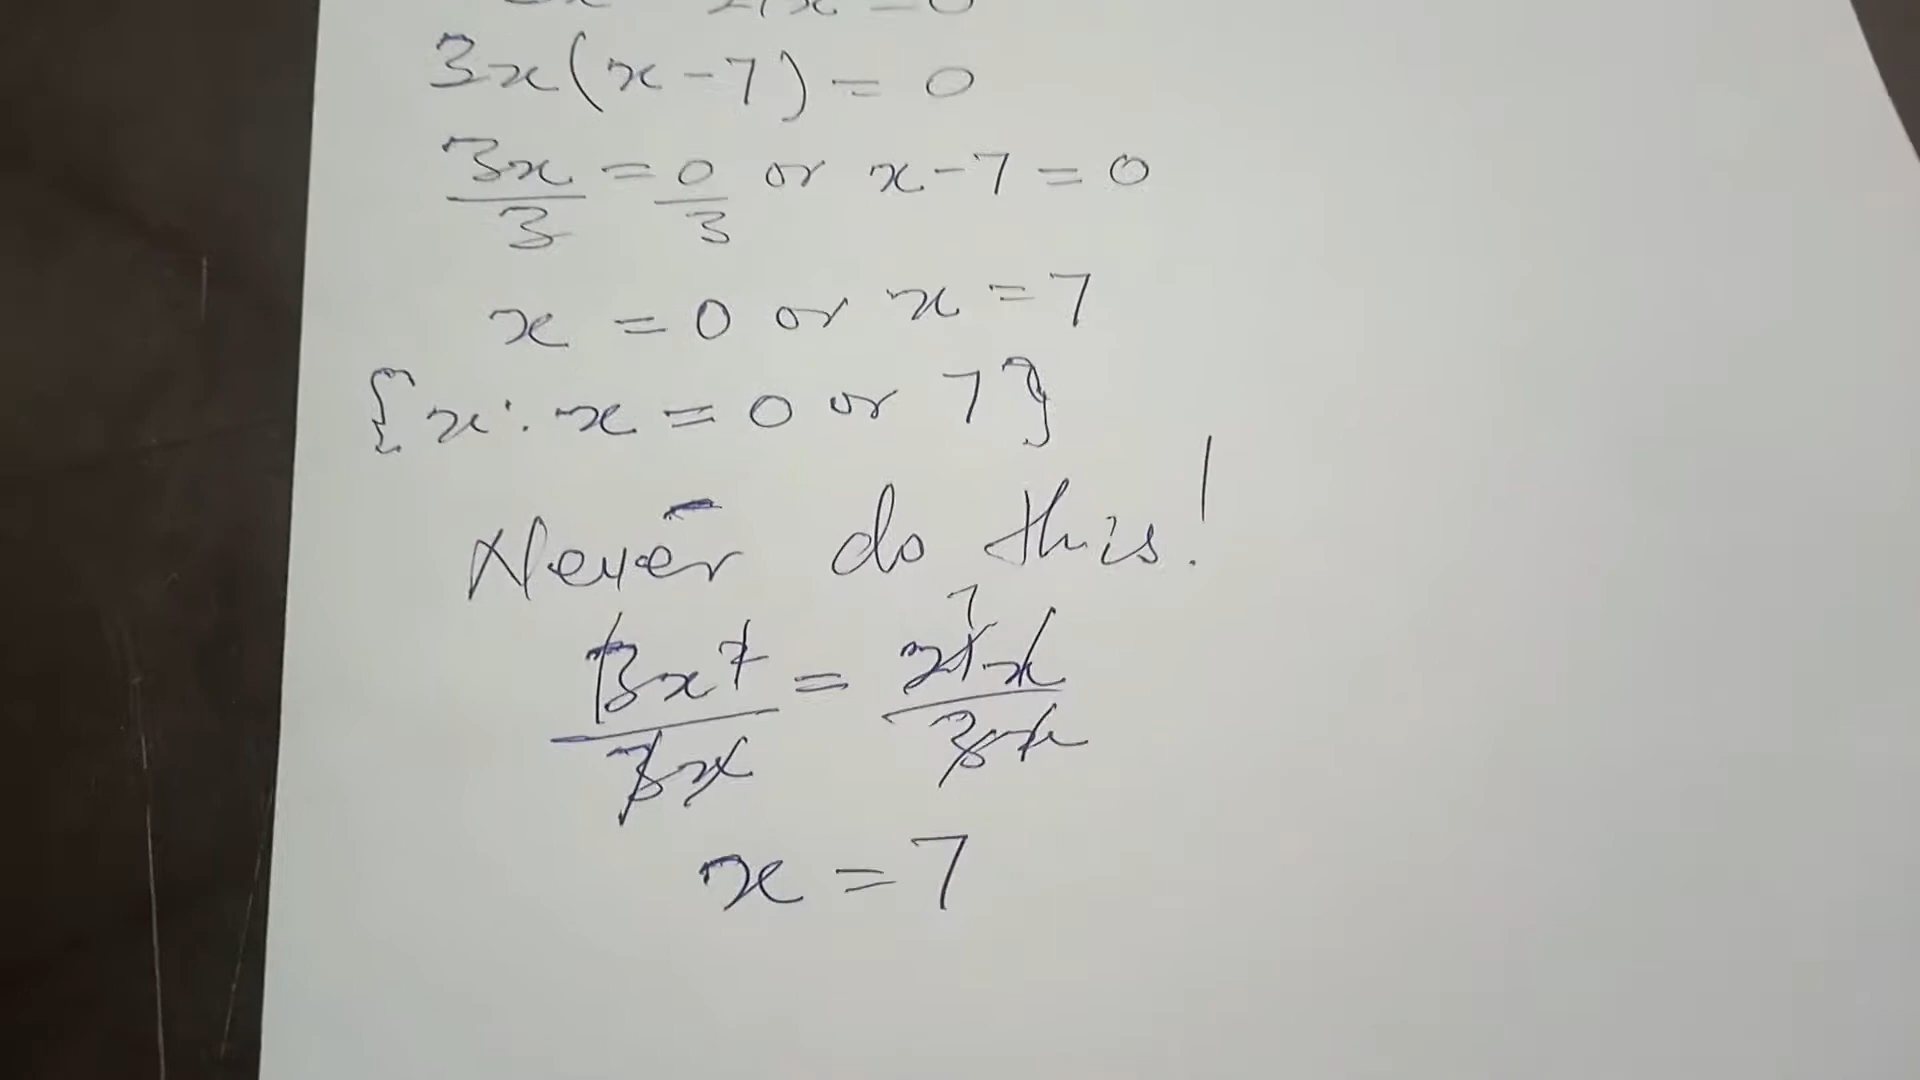 3x(x-7) = 0
3x/3 = 0/3 or x-7 = 0
x = 0 or x = 7
{x: x = 0 or 7}
Never do this!
7
3x²/3x = 21x/3x
x = 7